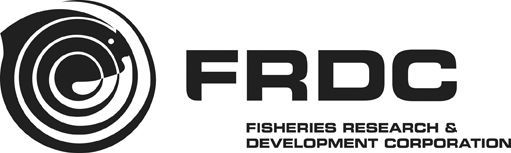 FRDC
FISHERIES RESEARCH &
DEVELOPMENT CORPORATION